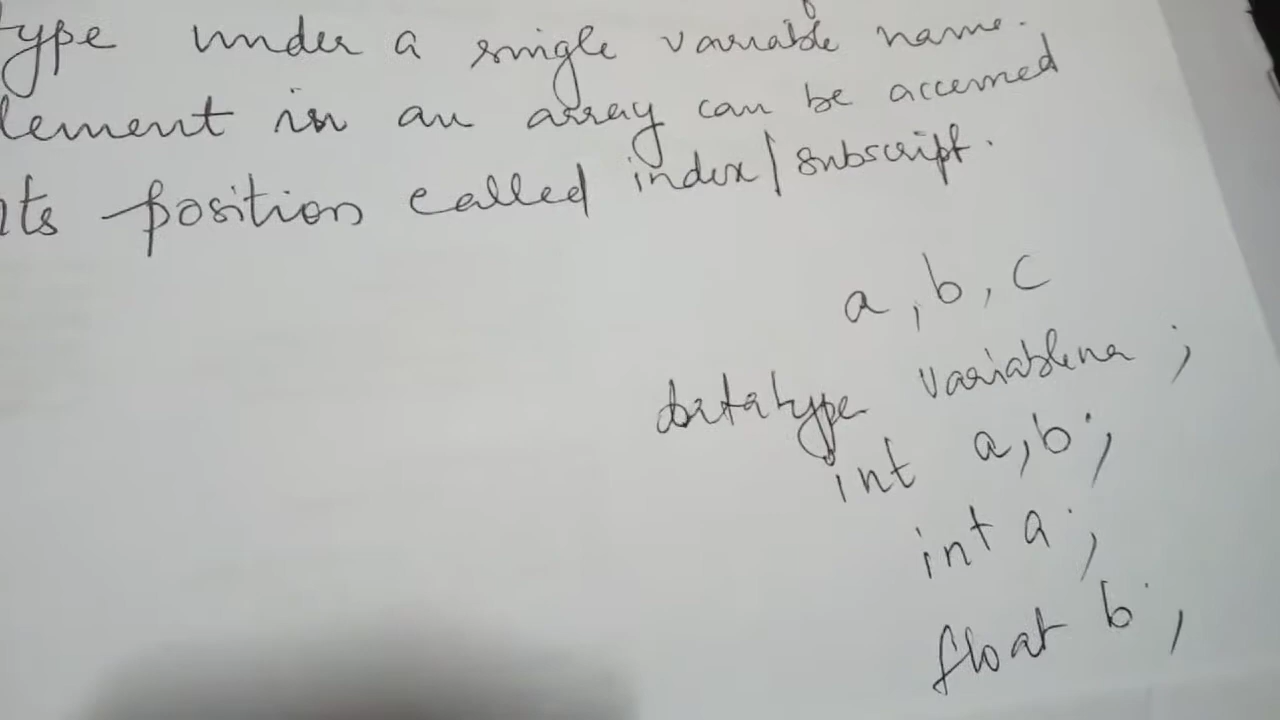 type under a single variable name.
lement in an array can be accessed
its position called index/subscript.
a, b, c
datatype variablena ;
int a, b ;
int a ;
float b ;